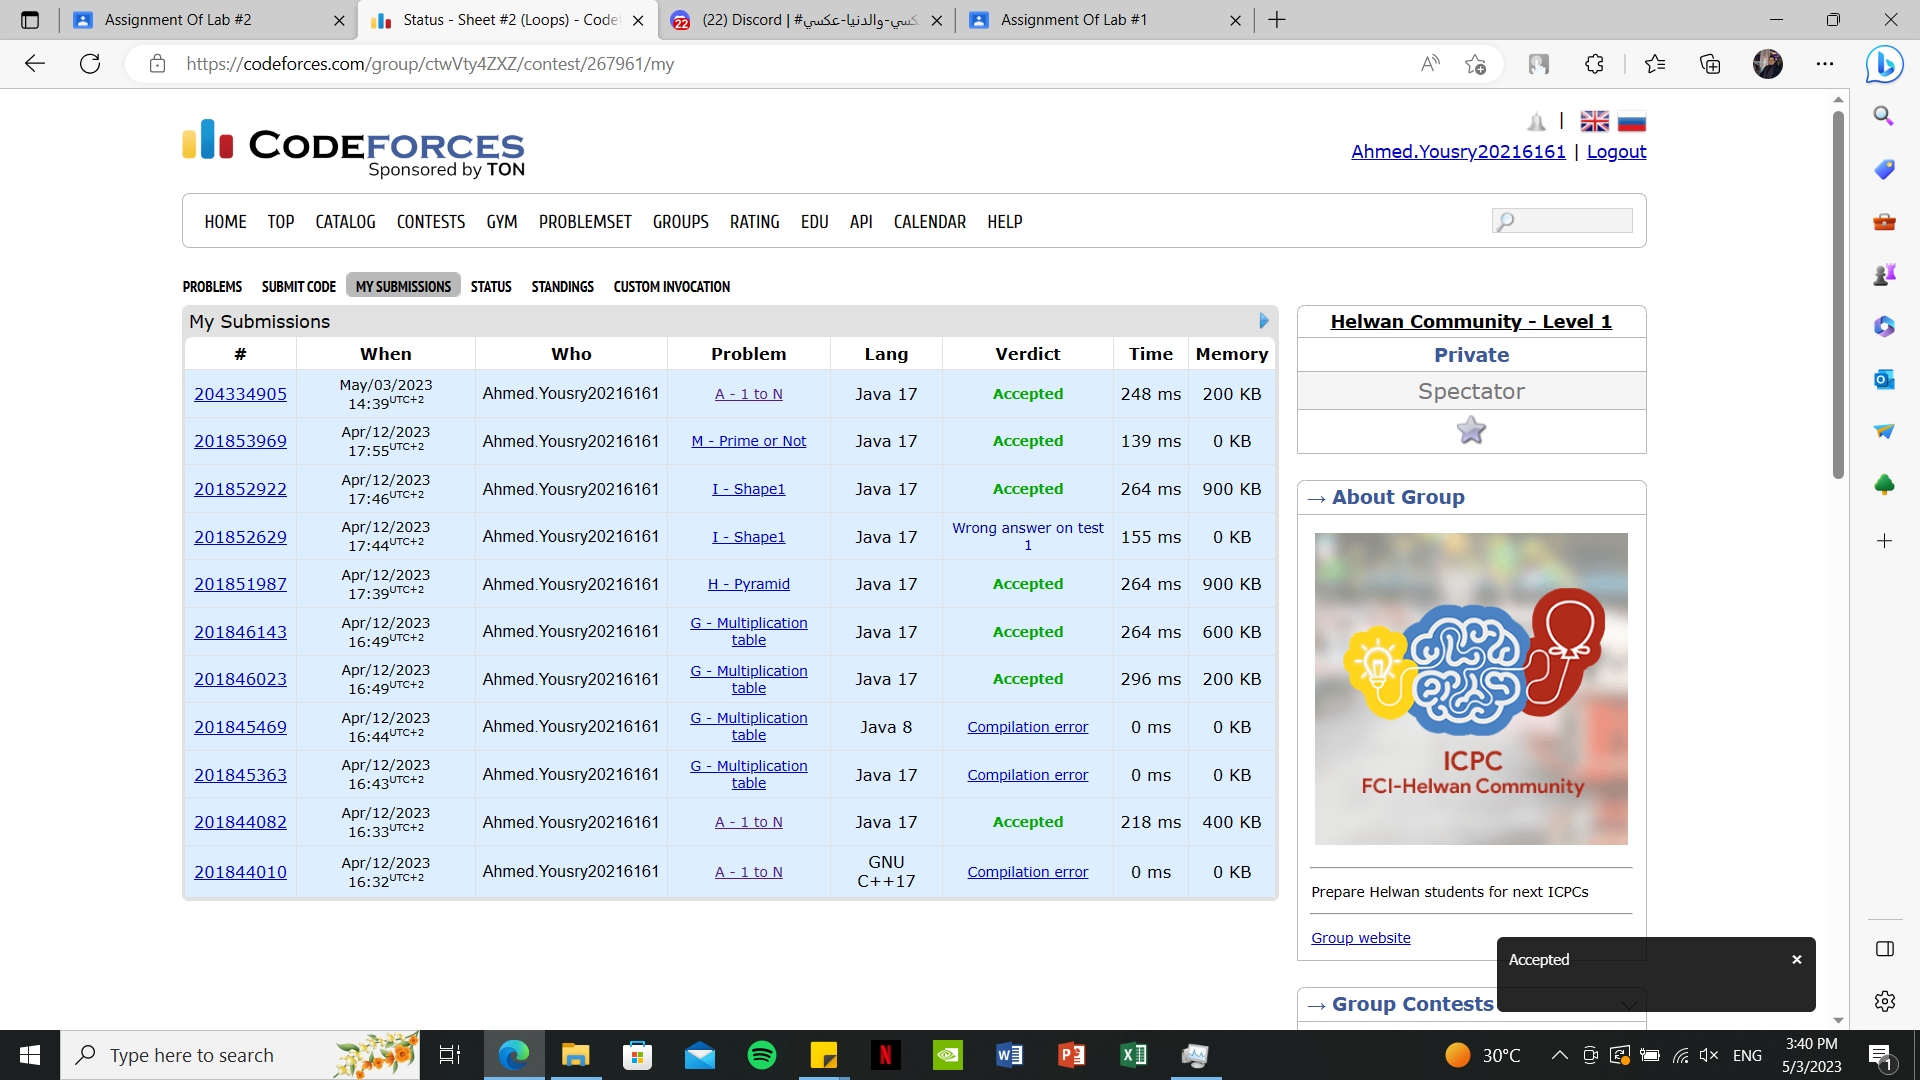 Assignment Of Lab #2
Status - Sheet #2 (Loops) - Codef
(22) Discord | #كسي-والدنيا-عكسي
Assignment Of Lab #1
https://codeforces.com/group/ctwVty4ZXZ/contest/267961/my
CODEFORCES
Sponsored by TON
|
Ahmed.Yousry20216161 | Logout
HOME TOP CATALOG CONTESTS GYM PROBLEMSET GROUPS RATING EDU API CALENDAR HELP
PROBLEMS SUBMIT CODE MY SUBMISSIONS STATUS STANDINGS CUSTOM INVOCATION
My Submissions
# When Who Problem Lang Verdict Time Memory
204334905 May/03/2023 14:39 UTC+2 Ahmed.Yousry20216161 A - 1 to N Java 17 Accepted 248 ms 200 KB
201853969 Apr/12/2023 17:55 UTC+2 Ahmed.Yousry20216161 M - Prime or Not Java 17 Accepted 139 ms 0 KB
201852922 Apr/12/2023 17:46 UTC+2 Ahmed.Yousry20216161 I - Shape1 Java 17 Accepted 264 ms 900 KB
201852629 Apr/12/2023 17:44 UTC+2 Ahmed.Yousry20216161 I - Shape1 Java 17 Wrong answer on test 1 155 ms 0 KB
201851987 Apr/12/2023 17:39 UTC+2 Ahmed.Yousry20216161 H - Pyramid Java 17 Accepted 264 ms 900 KB
201846143 Apr/12/2023 16:49 UTC+2 Ahmed.Yousry20216161 G - Multiplication table Java 17 Accepted 264 ms 600 KB
201846023 Apr/12/2023 16:49 UTC+2 Ahmed.Yousry20216161 G - Multiplication table Java 17 Accepted 296 ms 200 KB
201845469 Apr/12/2023 16:44 UTC+2 Ahmed.Yousry20216161 G - Multiplication table Java 8 Compilation error 0 ms 0 KB
201845363 Apr/12/2023 16:43 UTC+2 Ahmed.Yousry20216161 G - Multiplication table Java 17 Compilation error 0 ms 0 KB
201844082 Apr/12/2023 16:33 UTC+2 Ahmed.Yousry20216161 A - 1 to N Java 17 Accepted 218 ms 400 KB
201844010 Apr/12/2023 16:32 UTC+2 Ahmed.Yousry20216161 A - 1 to N GNU C++17 Compilation error 0 ms 0 KB
Helwan Community - Level 1
Private
Spectator
→ About Group
ICPC
FCI-Helwan Community
Prepare Helwan students for next ICPCs
Group website
→ Group Contests
Accepted
Type here to search
30°C
ENG
3:40 PM
5/3/2023
1